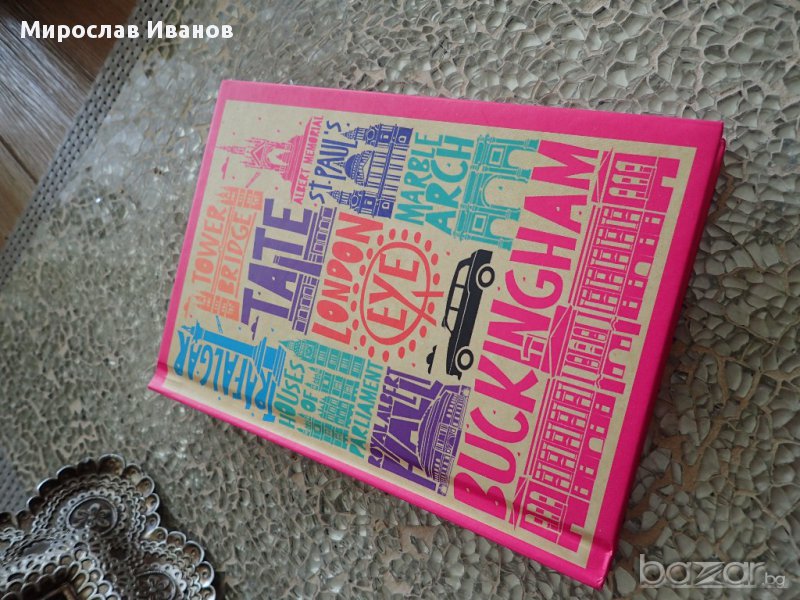 Мирослав Иванов
ALBERT MEMORIAL
ST. PAUL'S
MARBLE
ARCH
TOWER
BRIDGE
TATE
LONDON
EYE
TRAFALGAR
HOUSES
OF
PARLIAMENT
ROYAL ALBERT
HALL
BUCKINGHAM
bazar.bg